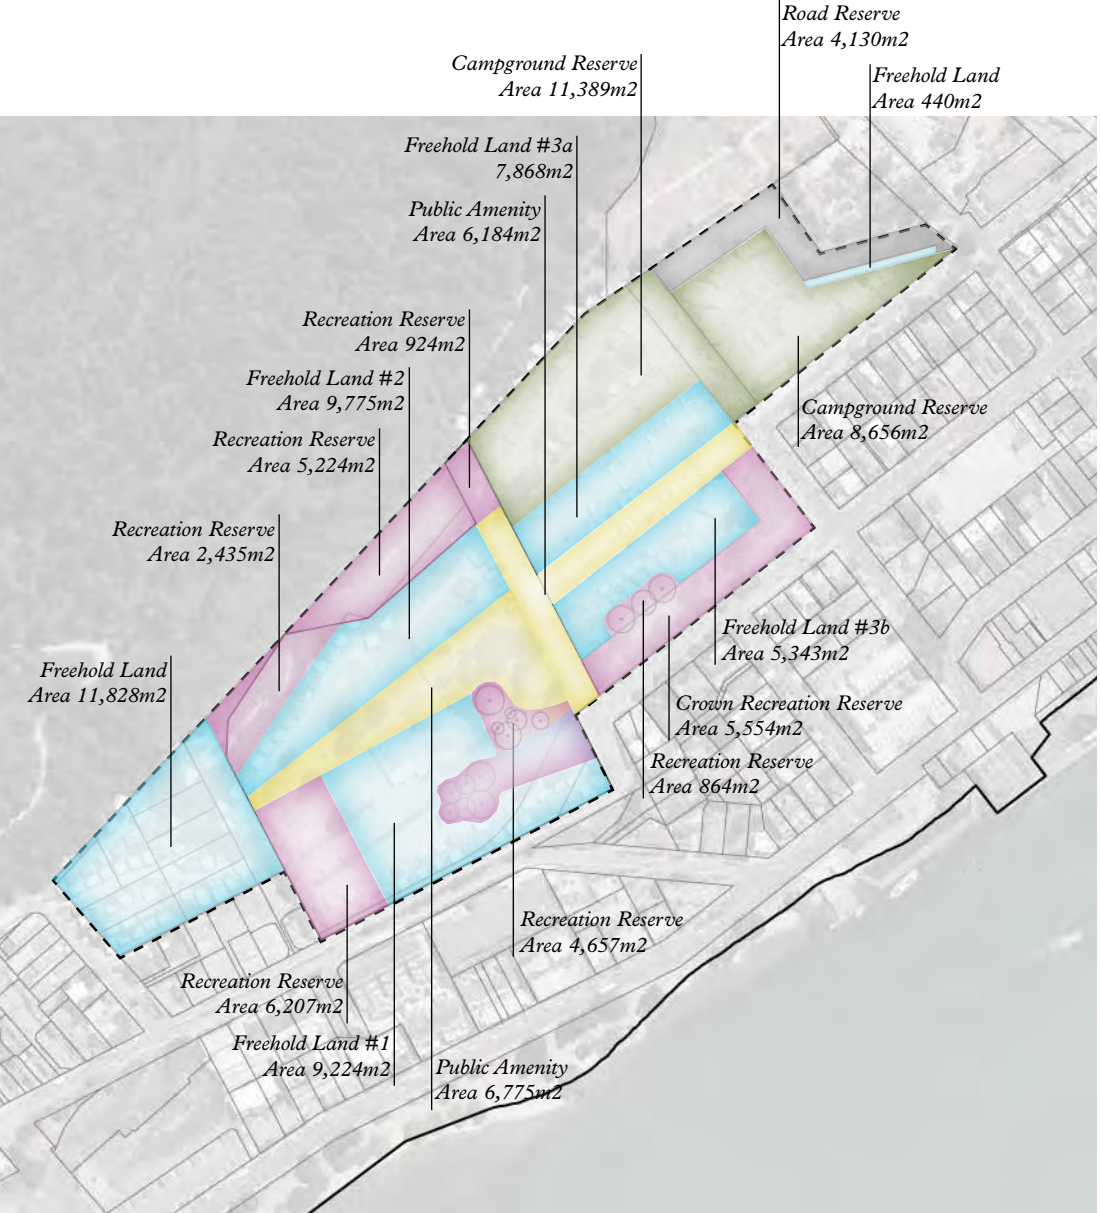 Road Reserve
Area 4,130m2
Campground Reserve
Area 11,389m2
Freehold Land
Area 440m2
Freehold Land #3a
7,868m2
Public Amenity
Area 6,184m2
Recreation Reserve
Area 924m2
Freehold Land #2
Area 9,775m2
Recreation Reserve
Area 5,224m2
Campground Reserve
Area 8,656m2
Recreation Reserve
Area 2,435m2
Freehold Land #3b
Area 5,343m2
Freehold Land
Area 11,828m2
Crown Recreation Reserve
Area 5,554m2
Recreation Reserve
Area 864m2
Recreation Reserve
Area 4,657m2
Recreation Reserve
Area 6,207m2
Freehold Land #1
Area 9,224m2
Public Amenity
Area 6,775m2